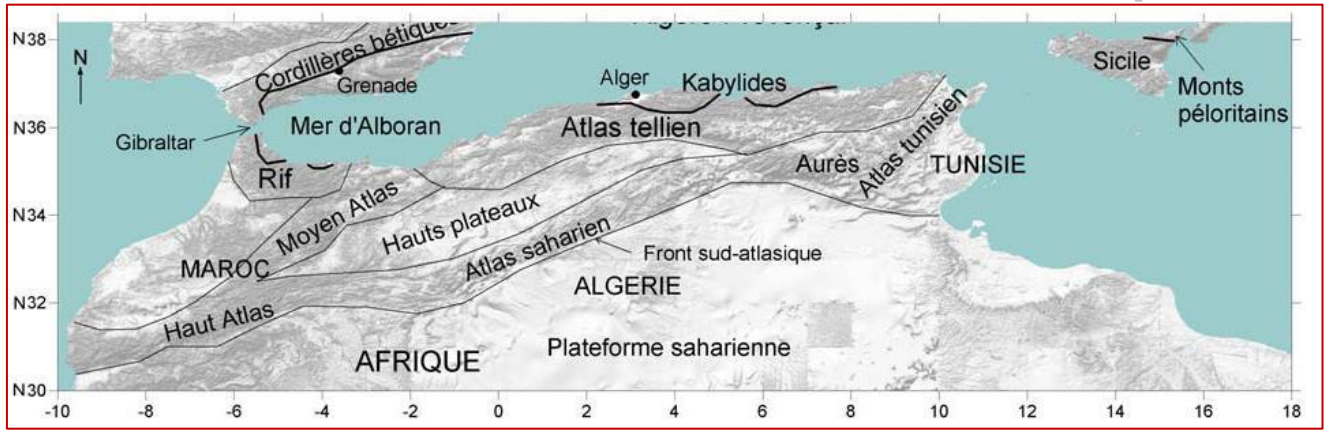 Algéro-Provençal
N38
N
Cordillères bétiques
Grenade
Alger
Kabylides
Sicile
Monts
péloritains
N36
Gibraltar
Mer d'Alboran
Atlas tellien
Rif
Aurès
Atlas tunisien
TUNISIE
N34
Moyen Atlas
Hauts plateaux
MAROC
Atlas saharien
Front sud-atlasique
ALGERIE
N32
Haut Atlas
AFRIQUE
Plateforme saharienne
N30
-10 -8 -6 -4 -2 0 2 4 6 8 10 12 14 16 18